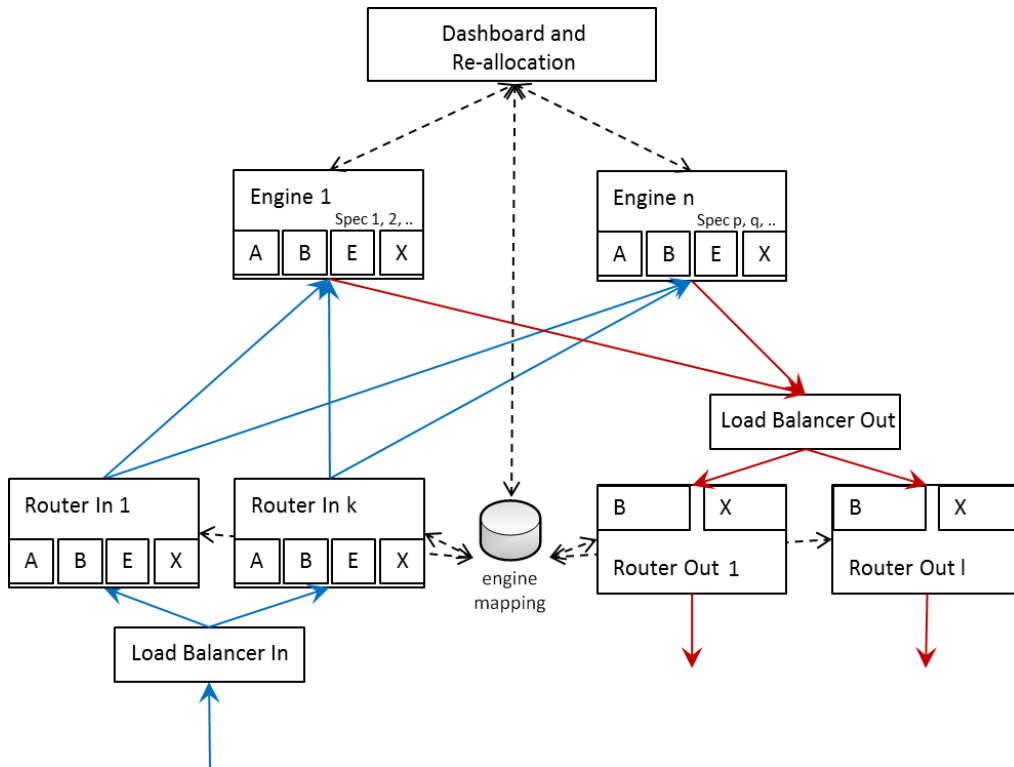 Dashboard and
Re-allocation
Engine 1
Spec 1, 2, ..
A B E X
Engine n
Spec p, q, ..
A B E X
Load Balancer Out
Router In 1
A B E X
Router In k
A B E X
engine
mapping
B X
Router Out 1
B X
Router Out l
Load Balancer In